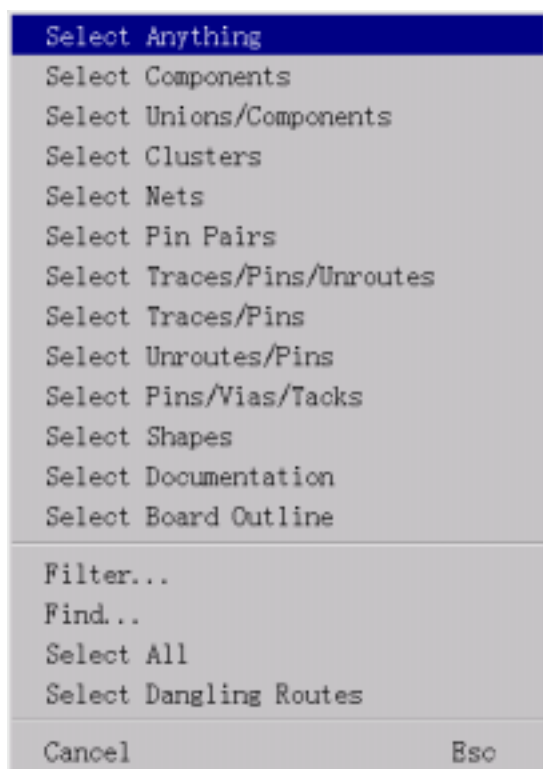 Select Anything
Select Components
Select Unions/Components
Select Clusters
Select Nets
Select Pin Pairs
Select Traces/Pins/Unroutes
Select Traces/Pins
Select Unroutes/Pins
Select Pins/Vias/Tacks
Select Shapes
Select Documentation
Select Board Outline
Filter...
Find...
Select All
Select Dangling Routes
Cancel Esc